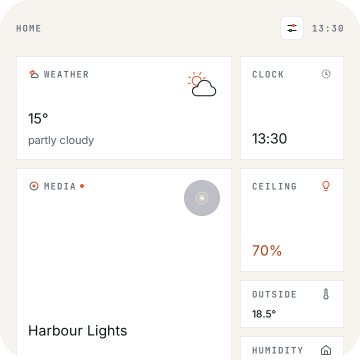 HOME
13:30
WEATHER
15°
partly cloudy
CLOCK
13:30
MEDIA
Harbour Lights
CEILING
70%
OUTSIDE
18.5°
HUMIDITY